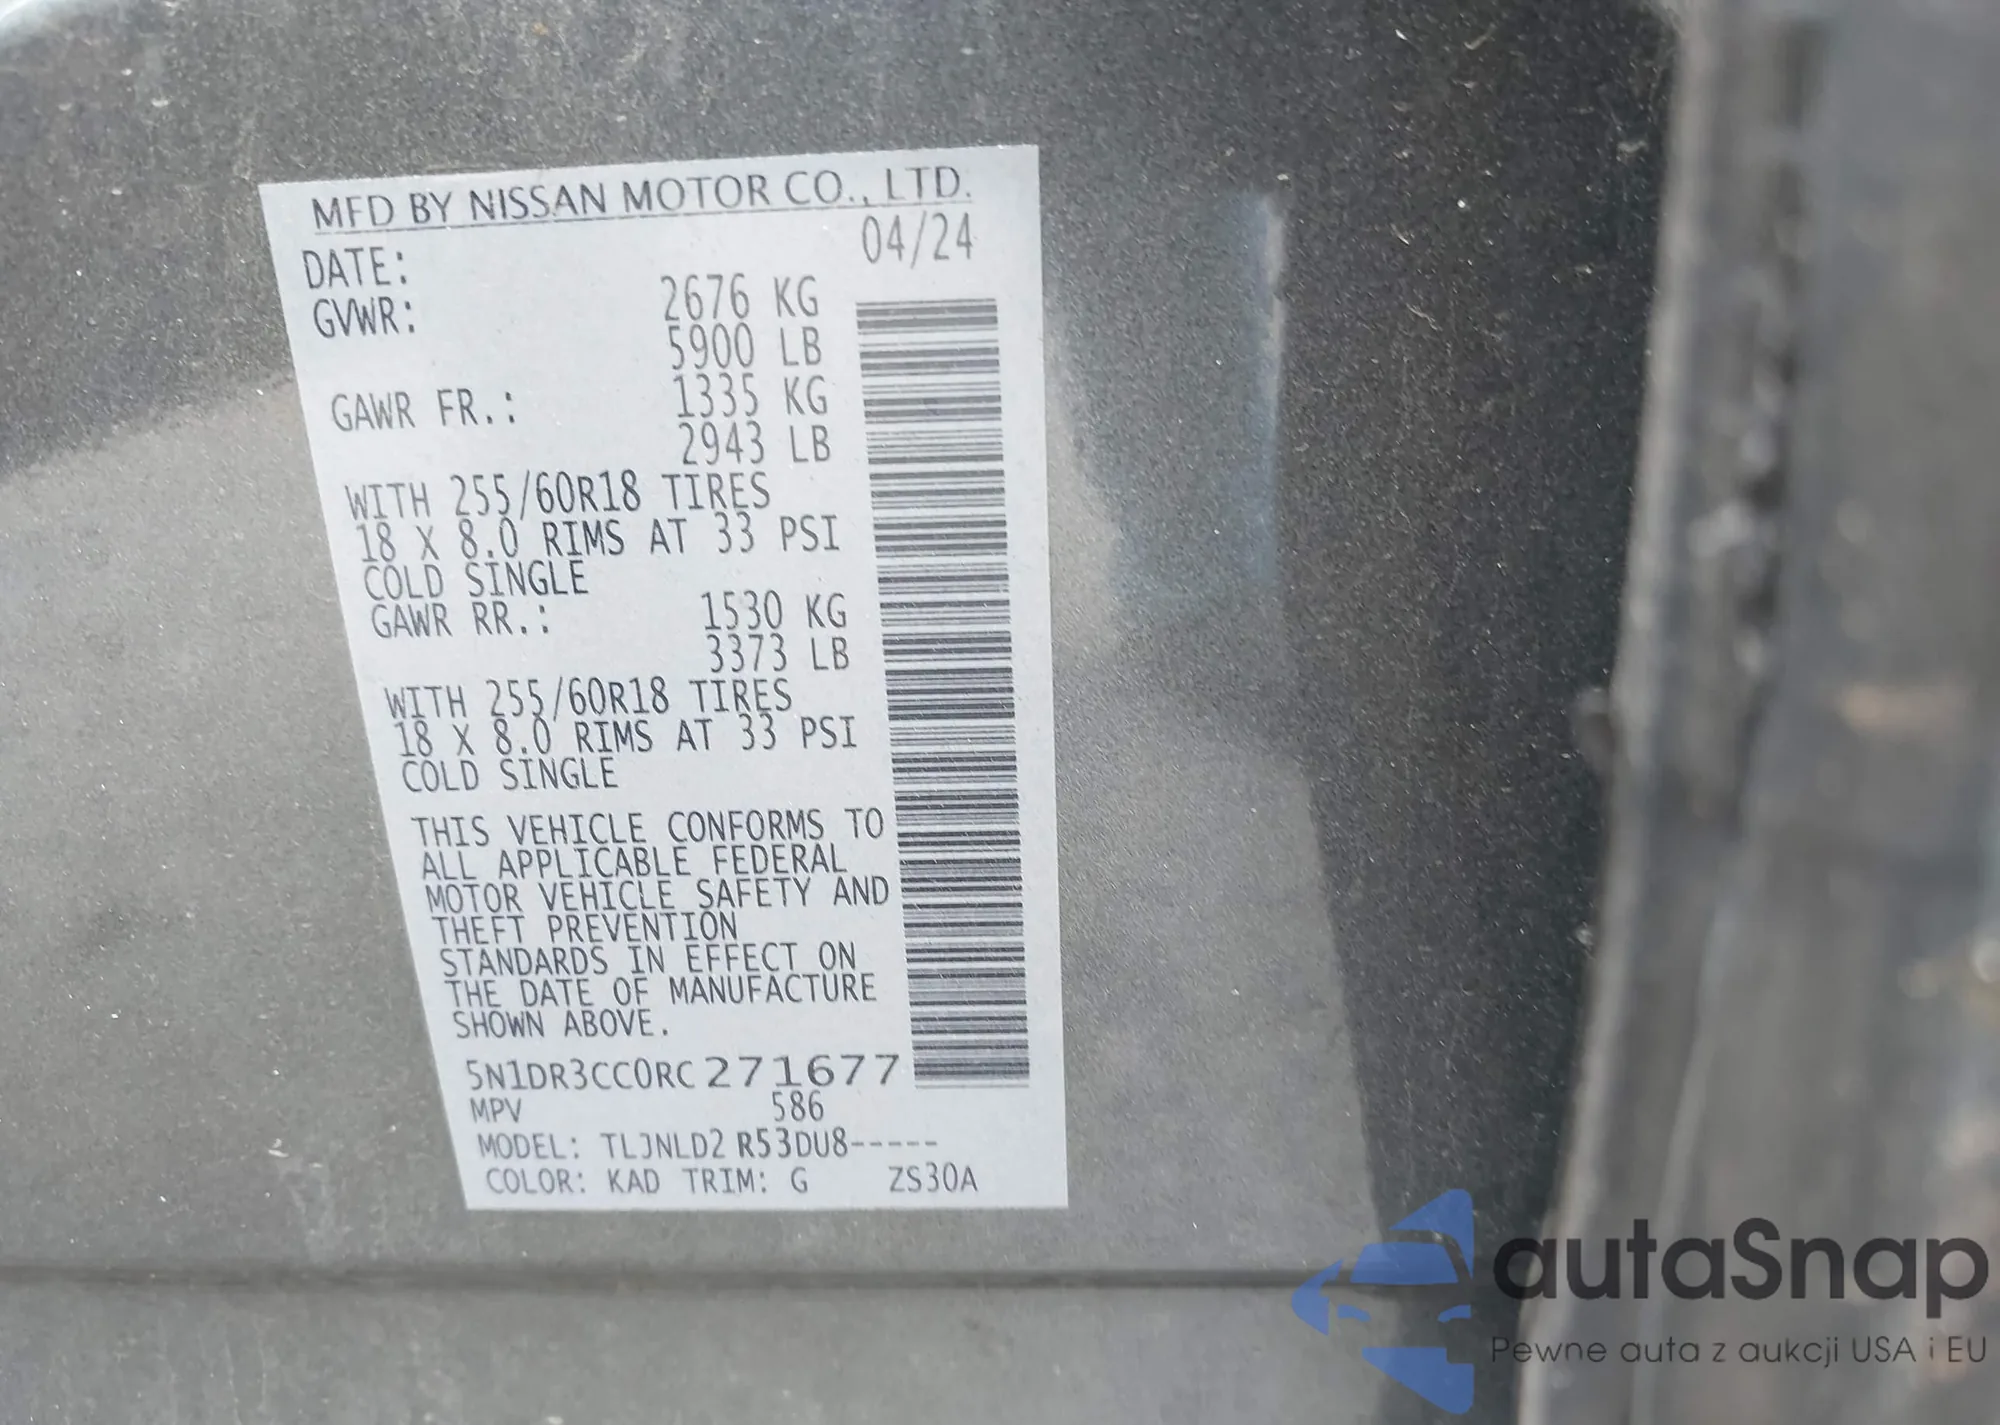 MFD BY NISSAN MOTOR CO., LTD.
DATE: 04/24
GVWR: 2676 KG
5900 LB
GAWR FR.: 1335 KG
2943 LB
WITH 255/60R18 TIRES
18 X 8.0 RIMS AT 33 PSI
COLD SINGLE
GAWR RR.: 1530 KG
3373 LB
WITH 255/60R18 TIRES
18 X 8.0 RIMS AT 33 PSI
COLD SINGLE
THIS VEHICLE CONFORMS TO
ALL APPLICABLE FEDERAL
MOTOR VEHICLE SAFETY AND
THEFT PREVENTION
STANDARDS IN EFFECT ON
THE DATE OF MANUFACTURE
SHOWN ABOVE.
5N1DR3CC0RC271677
MPV 586
MODEL: TLJNLD2 R53DU8-----
COLOR: KAD TRIM: G ZS30A
autaSnap
Pewne auta z aukcji USA i EU